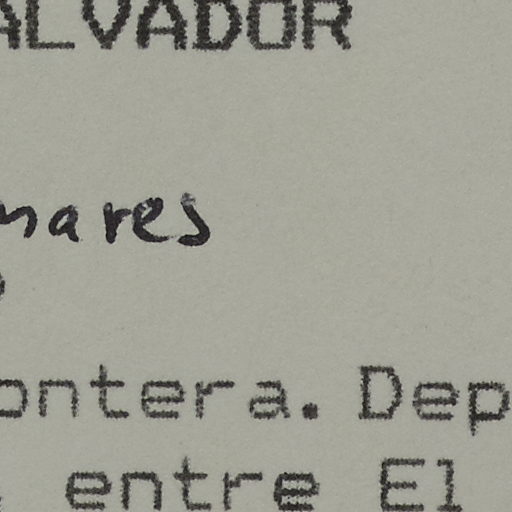 ALVADOR
mares
ontera. Dep
entre El